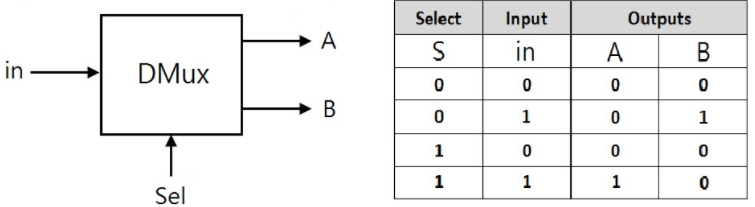 in
DMux
A
B
Sel
Select Input Outputs
S in A B
0 0 0 0
0 1 0 1
1 0 0 0
1 1 1 0